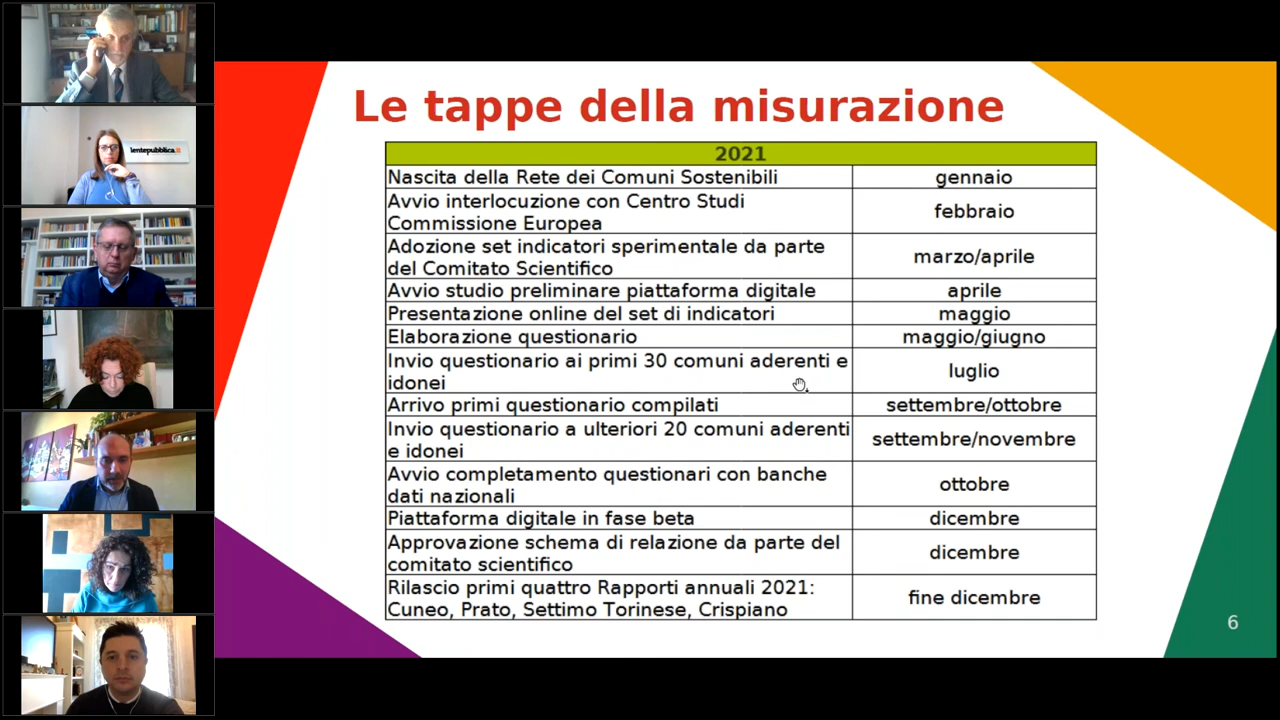 lentepubblica.it
Le tappe della misurazione
2021
Nascita della Rete dei Comuni Sostenibili gennaio
Avvio interlocuzione con Centro Studi
Commissione Europea febbraio
Adozione set indicatori sperimentale da parte
del Comitato Scientifico marzo/aprile
Avvio studio preliminare piattaforma digitale aprile
Presentazione online del set di indicatori maggio
Elaborazione questionario maggio/giugno
Invio questionario ai primi 30 comuni aderenti e
idonei luglio
Arrivo primi questionario compilati settembre/ottobre
Invio questionario a ulteriori 20 comuni aderenti
e idonei settembre/novembre
Avvio completamento questionari con banche
dati nazionali ottobre
Piattaforma digitale in fase beta dicembre
Approvazione schema di relazione da parte del
comitato scientifico dicembre
Rilascio primi quattro Rapporti annuali 2021:
Cuneo, Prato, Settimo Torinese, Crispiano fine dicembre
6